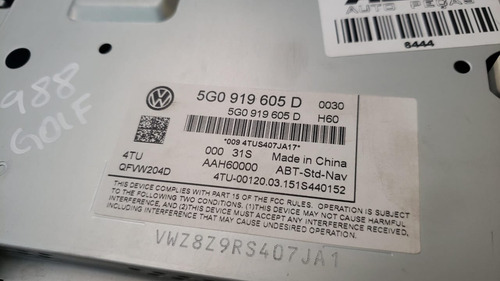 AUTO PEÇAS
8444
988
GOLF
5G0 919 605 D 0030
5G0 919 605 D H60
*009 4TUS407JA17*
000 31S Made in China
4TU AAH60000 ABT-Std-Nav
QFVW204D 4TU-00120.03.151S440152
THIS DEVICE COMPLIES WITH PART 15 OF THE FCC RULES.
OPERATION IS SUBJECT TO THE FOLLOWING TWO CONDITIONS:
(1)THIS DEVICE MAY NOT CAUSE HARMFUL
INTERFERENCE, AND (2)THIS DEVICE MUST ACCEPT ANY
INTERFERENCE RECEIVED, INCLUDING INTERFERENCE THAT
MAY CAUSE UNDESIRED OPERATION.
VWZ8Z9RS407JA1